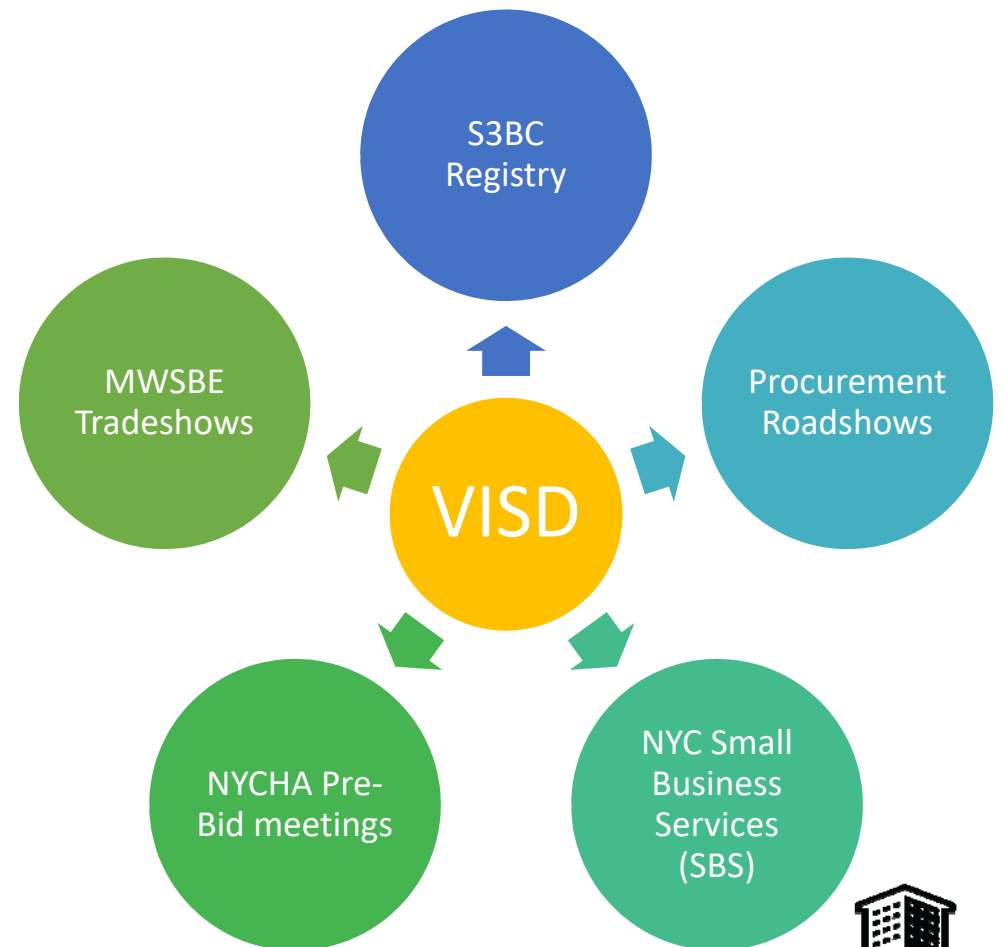 S3BC
Registry
MWSBE
Tradeshows
Procurement
Roadshows
VISD
NYCHA Pre-
Bid meetings
NYC Small
Business
Services
(SBS)